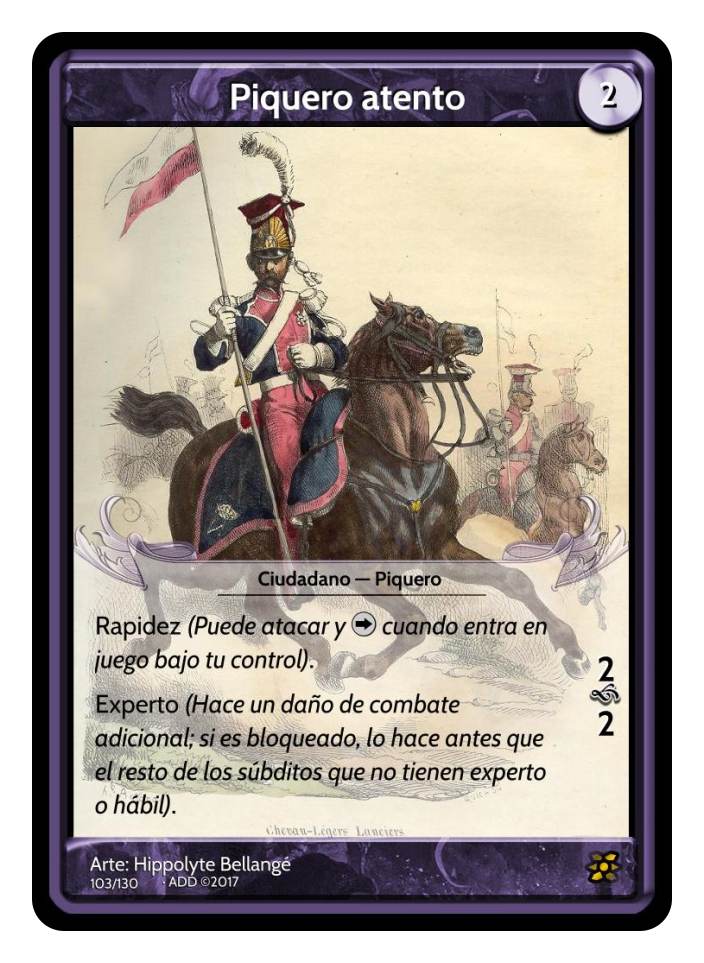 Piquero atento
2
Ciudadano — Piquero
Rapidez (Puede atacar y cuando entra en
juego bajo tu control).
Experto (Hace un daño de combate
adicional; si es bloqueado, lo hace antes que
el resto de los súbditos que no tienen experto
o hábil).
2
2
Chevau-Légers Lanciers
Arte: Hippolyte Bellangé
103/130 · ADD ©2017